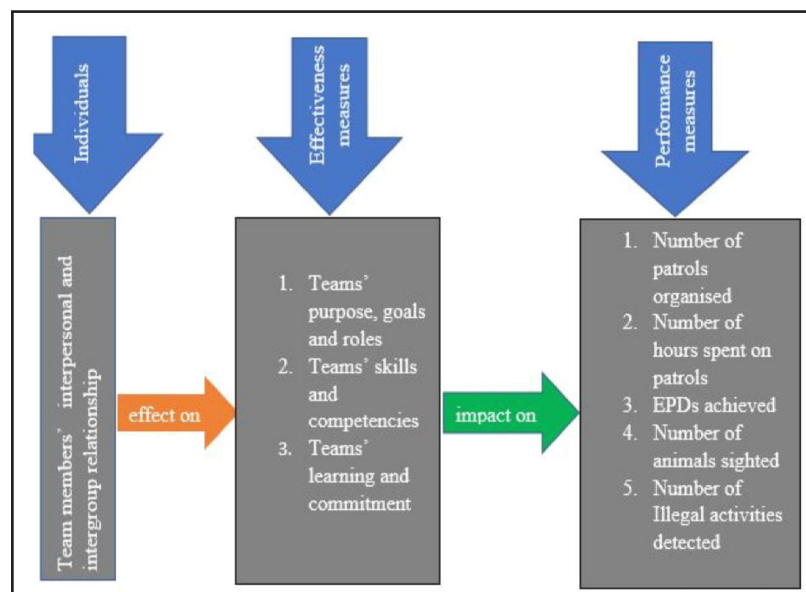 Individuals
Effectiveness
measures
Performance
measures
Team members’ interpersonal and
intergroup relationship
effect on
1. Teams’
purpose, goals
and roles
2. Teams’ skills
and
competencies
3. Teams’
learning and
commitment
impact on
1. Number of
patrols
organised
2. Number of
hours spent on
patrols
3. EPDs achieved
4. Number of
animals sighted
5. Number of
Illegal activities
detected